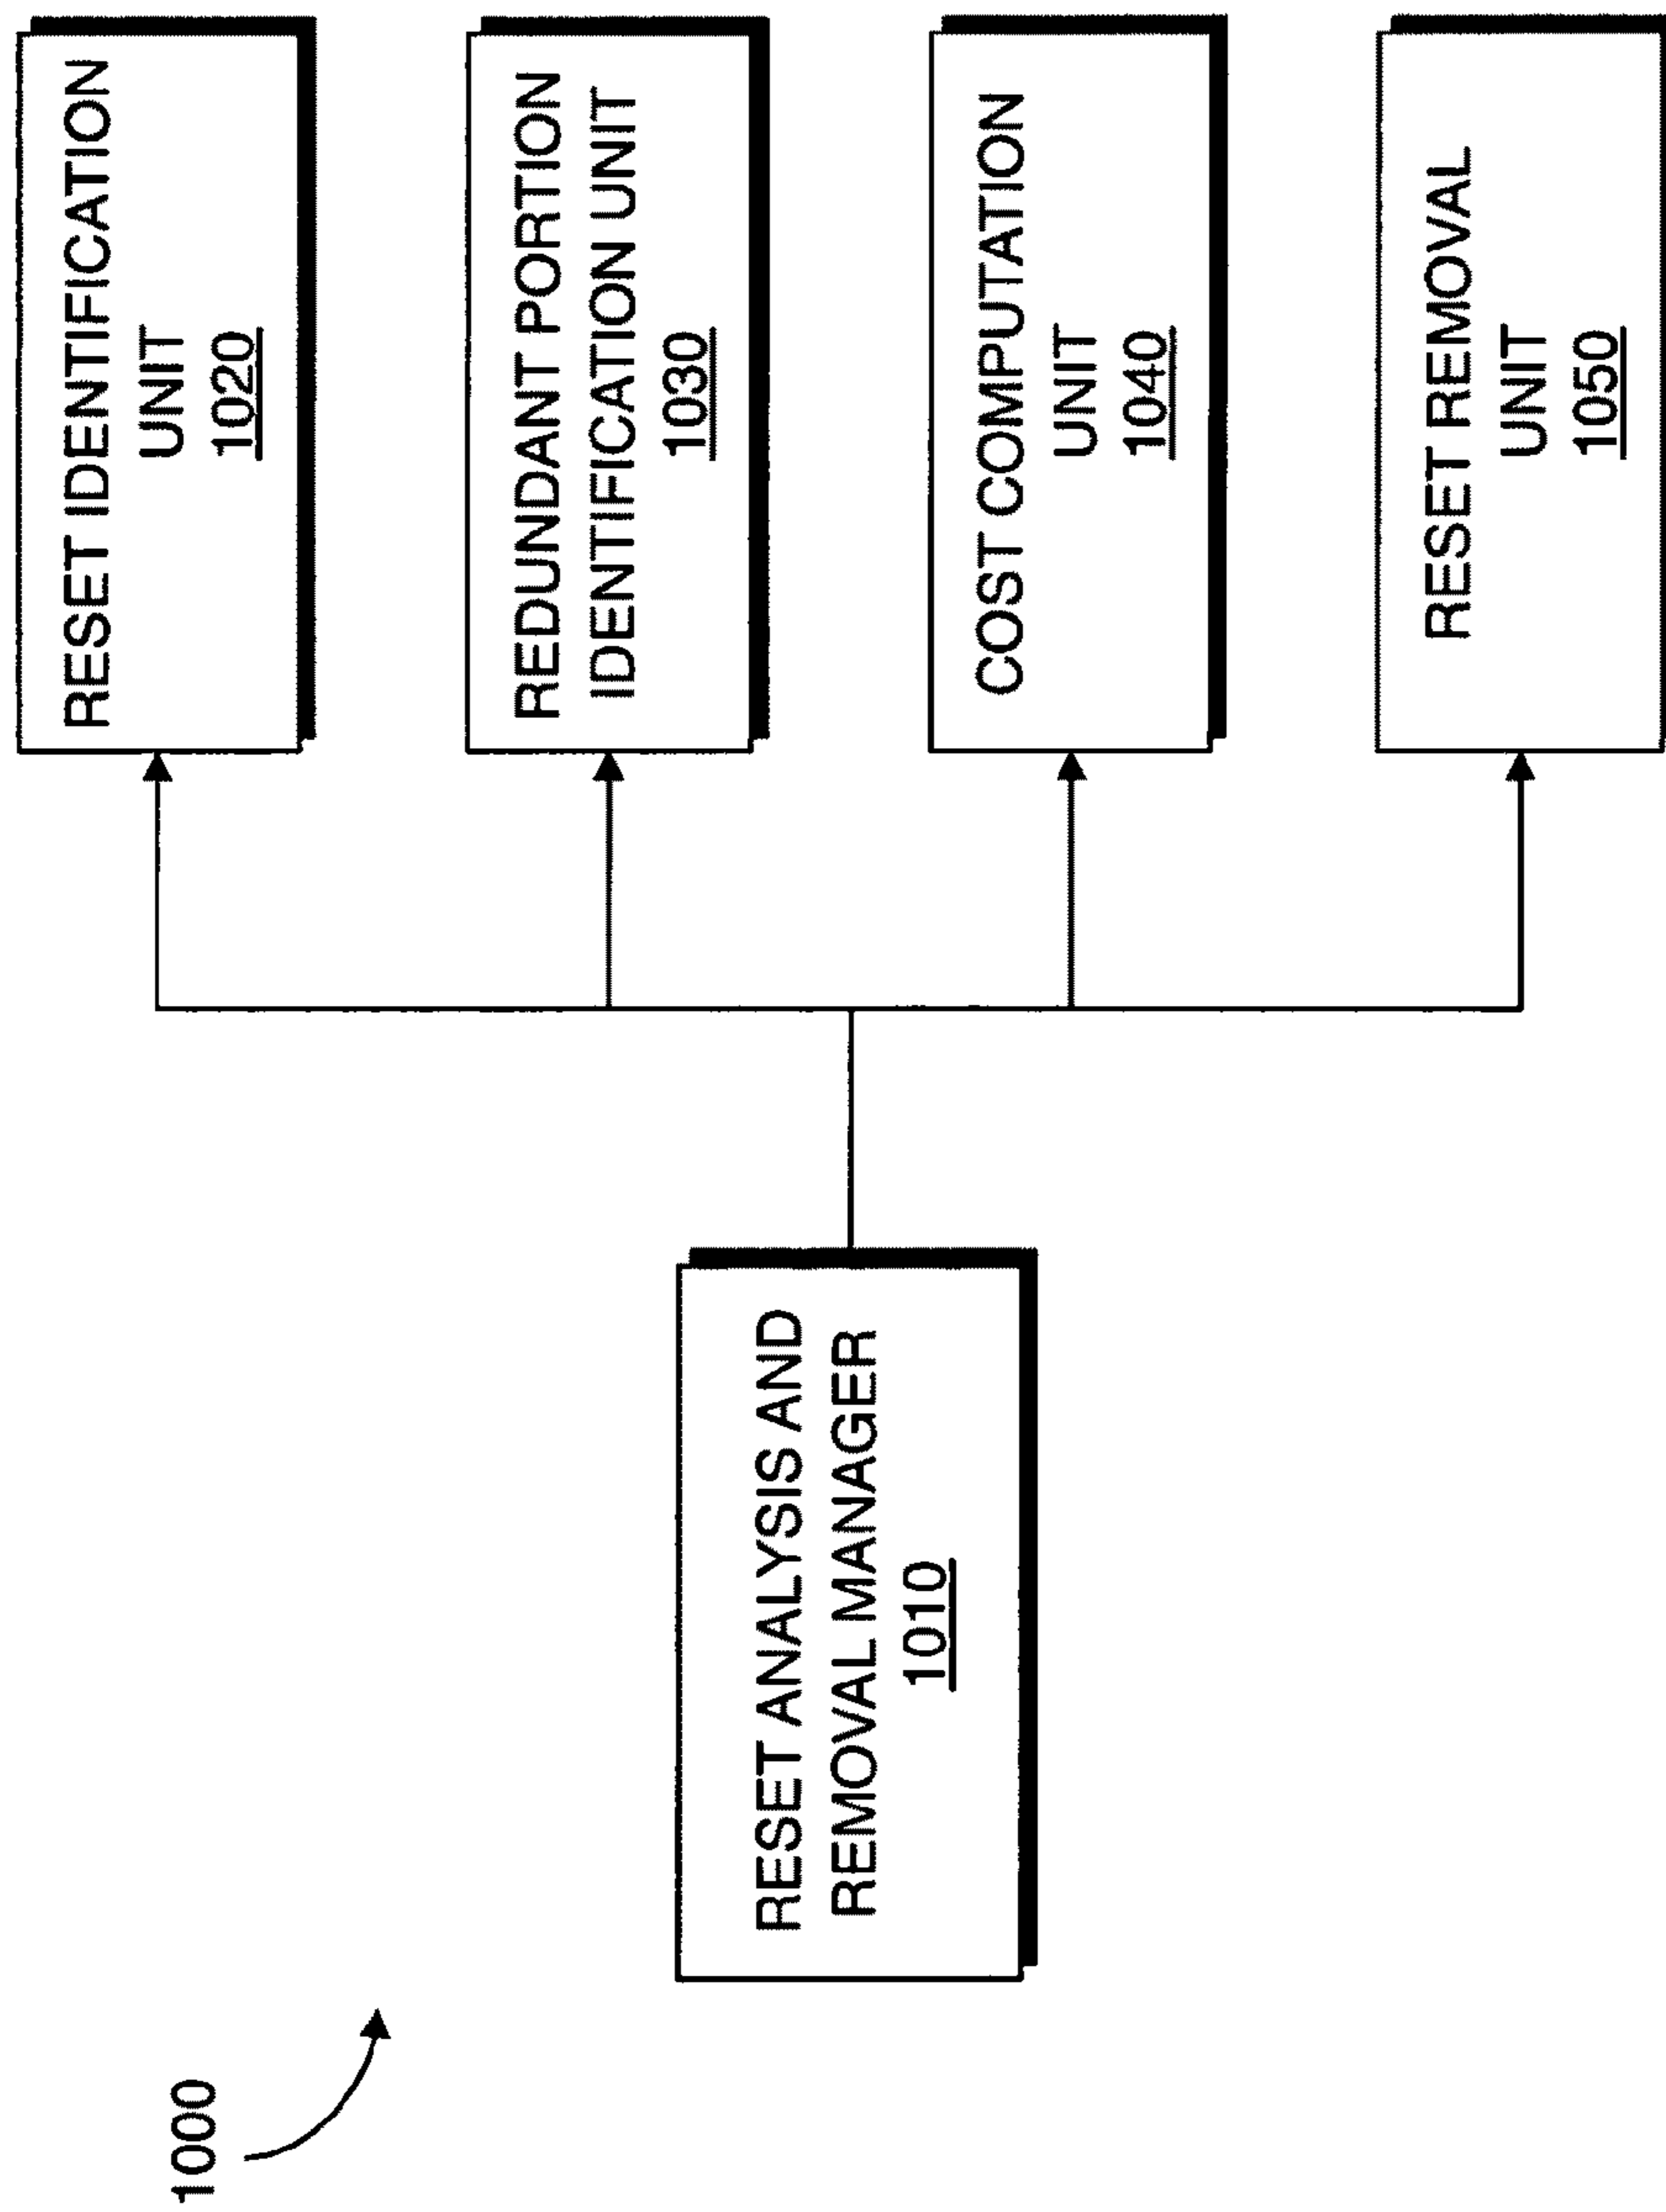 1000
RESET ANALYSIS AND
REMOVAL MANAGER
1010
RESET IDENTIFICATION
UNIT
1020
REDUNDANT PORTION
IDENTIFICATION UNIT
1030
COST COMPUTATION
UNIT
1040
RESET REMOVAL
UNIT
1050